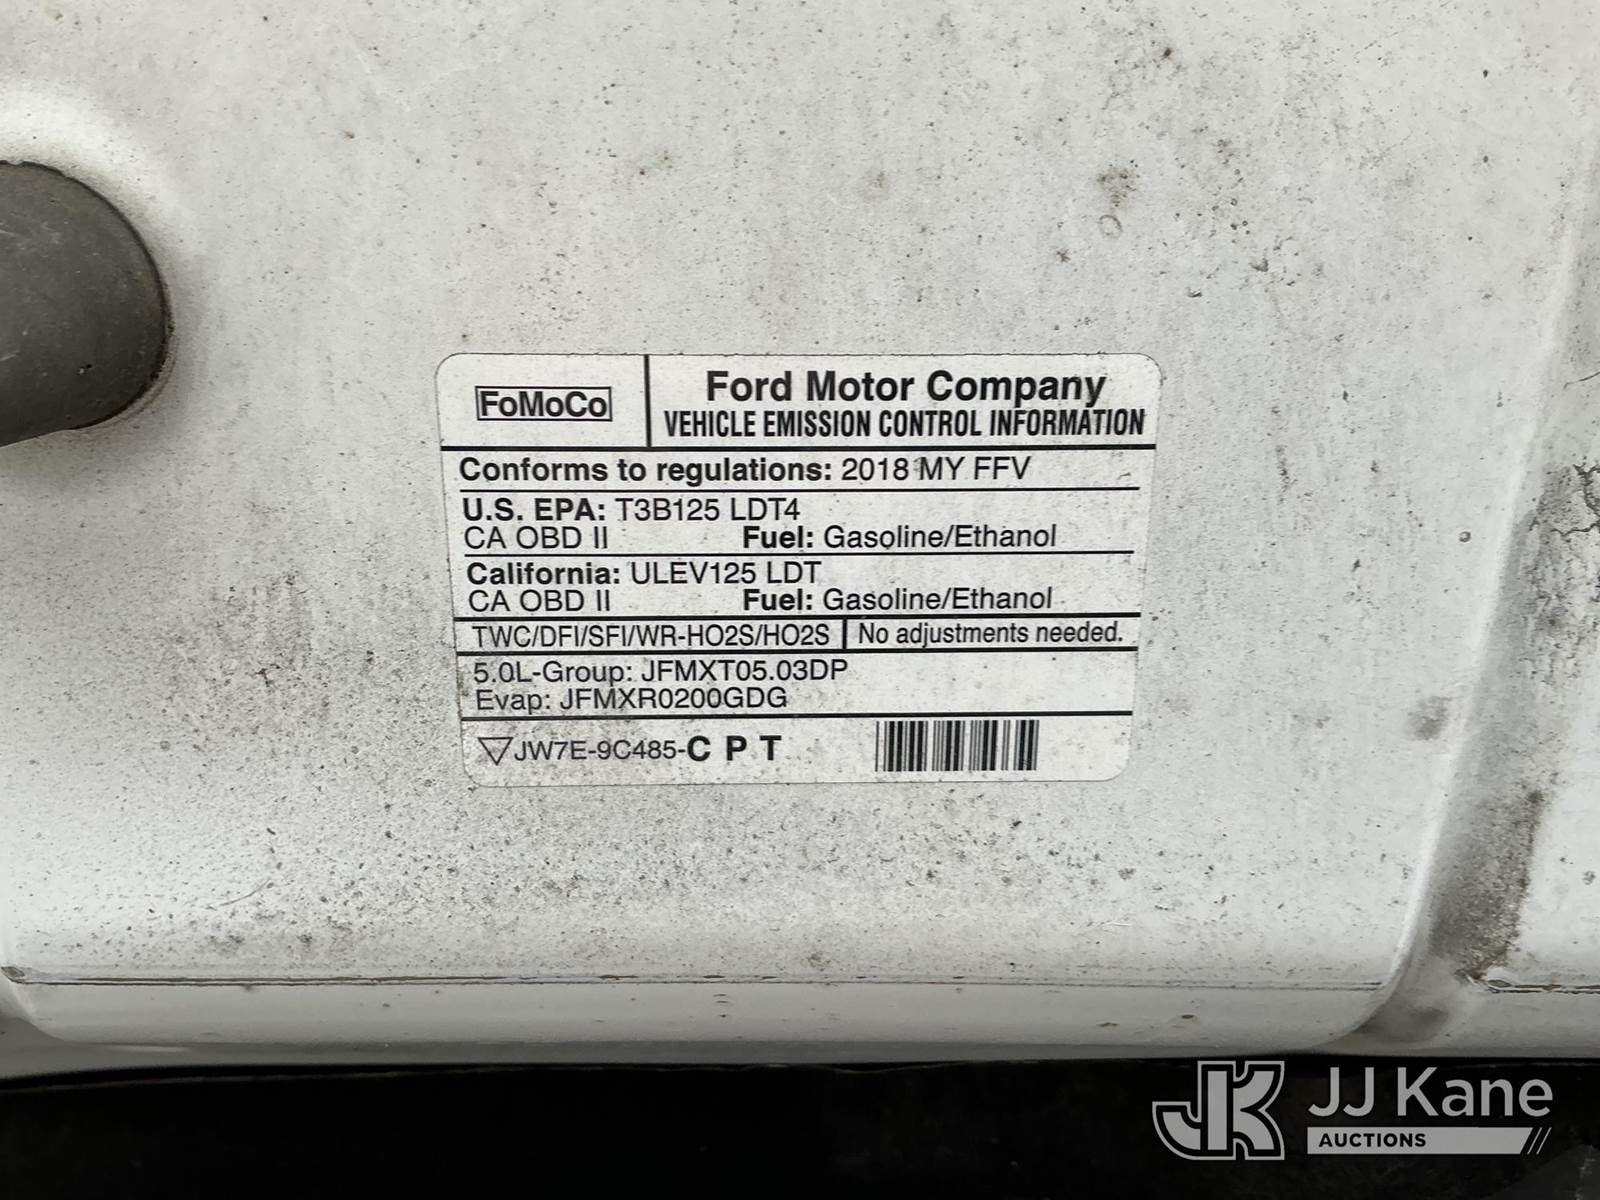 FoMoCo
Ford Motor Company
VEHICLE EMISSION CONTROL INFORMATION
Conforms to regulations: 2018 MY FFV
U.S. EPA: T3B125 LDT4
CA OBD II Fuel: Gasoline/Ethanol
California: ULEV125 LDT
CA OBD II Fuel: Gasoline/Ethanol
TWC/DFI/SFI/WR-HO2S/HO2S No adjustments needed.
5.0L-Group: JFMXT05.03DP
Evap: JFMXR0200GDG
JW7E-9C485-C P T
JK JJ Kane
AUCTIONS